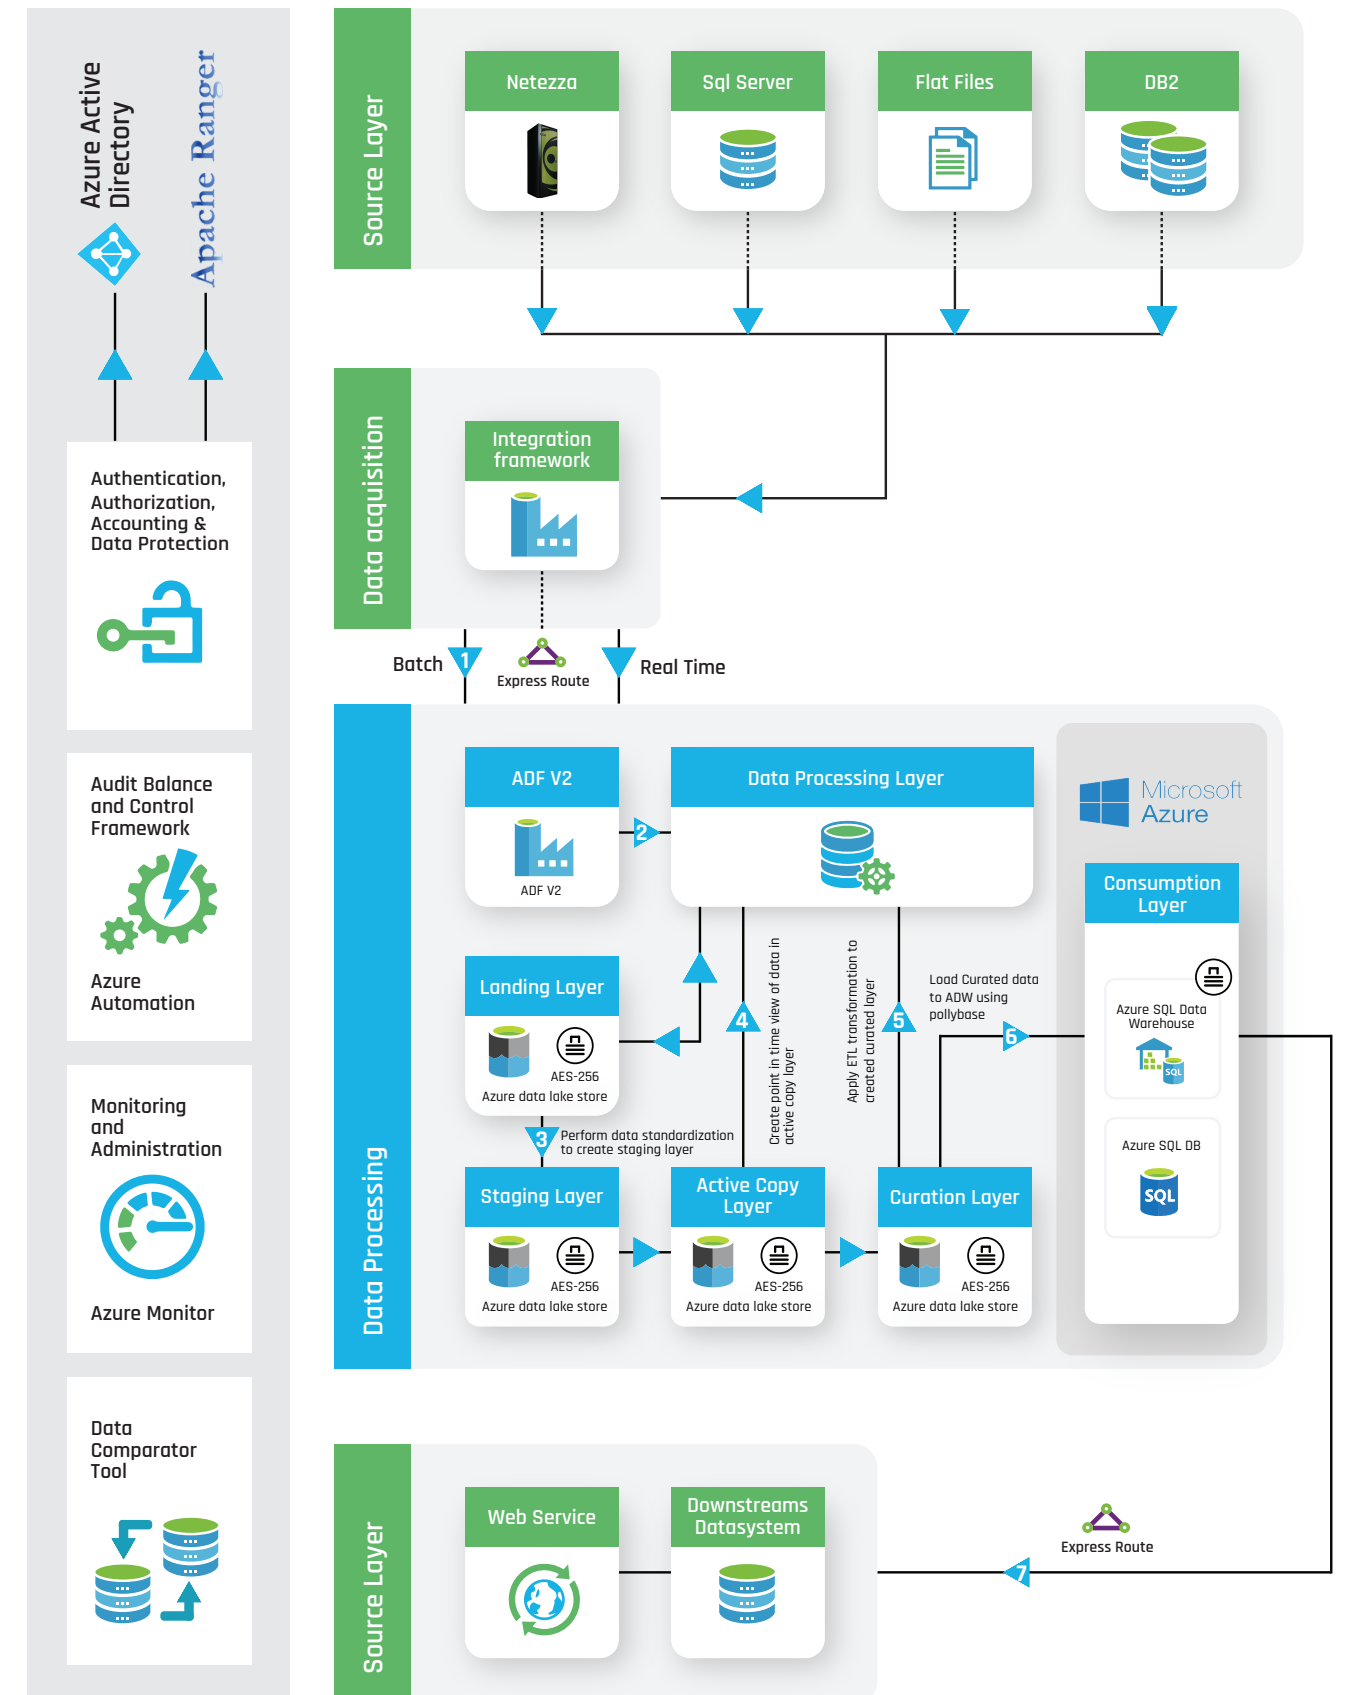 Azure Active
Directory
Apache Ranger
Authentication,
Authorization,
Accounting &
Data Protection
Audit Balance
and Control
Framework
Azure
Automation
Monitoring
and
Administration
Azure Monitor
Data
Comparator
Tool
Source Layer
Netezza
Sql Server
Flat Files
DB2
Data acquisition
Integration
framework
Batch
1
Express Route
Real Time
Data Processing
ADF V2
ADF V2
2
Data Processing Layer
Microsoft
Azure
Consumption
Layer
Azure SQL Data
Warehouse
SQL
Azure SQL DB
SQL
Landing Layer
AES-256
Azure data lake store
3
Perform data standardization
to create staging layer
4
Create point in time view of data in
active copy layer
5
Apply ETL transformation to
created curated layer
Load Curated data
to ADW using
pollybase
6
Staging Layer
AES-256
Azure data lake store
Active Copy
Layer
AES-256
Azure data lake store
Curation Layer
AES-256
Azure data lake store
Source Layer
Web Service
Downstreams
Datasystem
Express Route
7